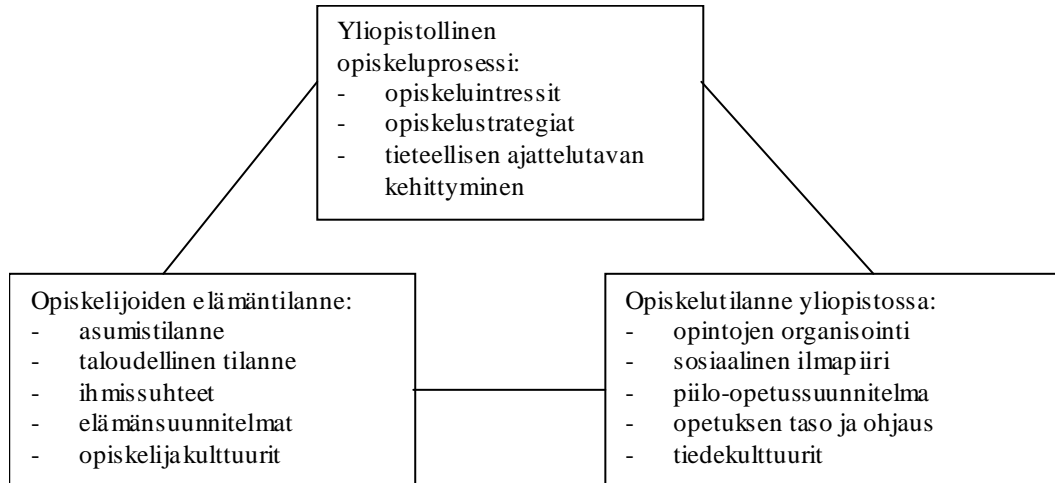 Yliopistollinen
opiskeluprosessi:
- opiskeluintressit
- opiskelustrategiat
- tieteellisen ajattelutavan
kehittyminen
Opiskelijoiden elämäntilanne:
- asumistilanne
- taloudellinen tilanne
- ihmissuhteet
- elämänsuunnitelmat
- opiskelijakulttuurit
Opiskelutilanne yliopistossa:
- opintojen organisointi
- sosiaalinen ilmapiiri
- piilo-opetussuunnitelma
- opetuksen taso ja ohjaus
- tiedekulttuurit